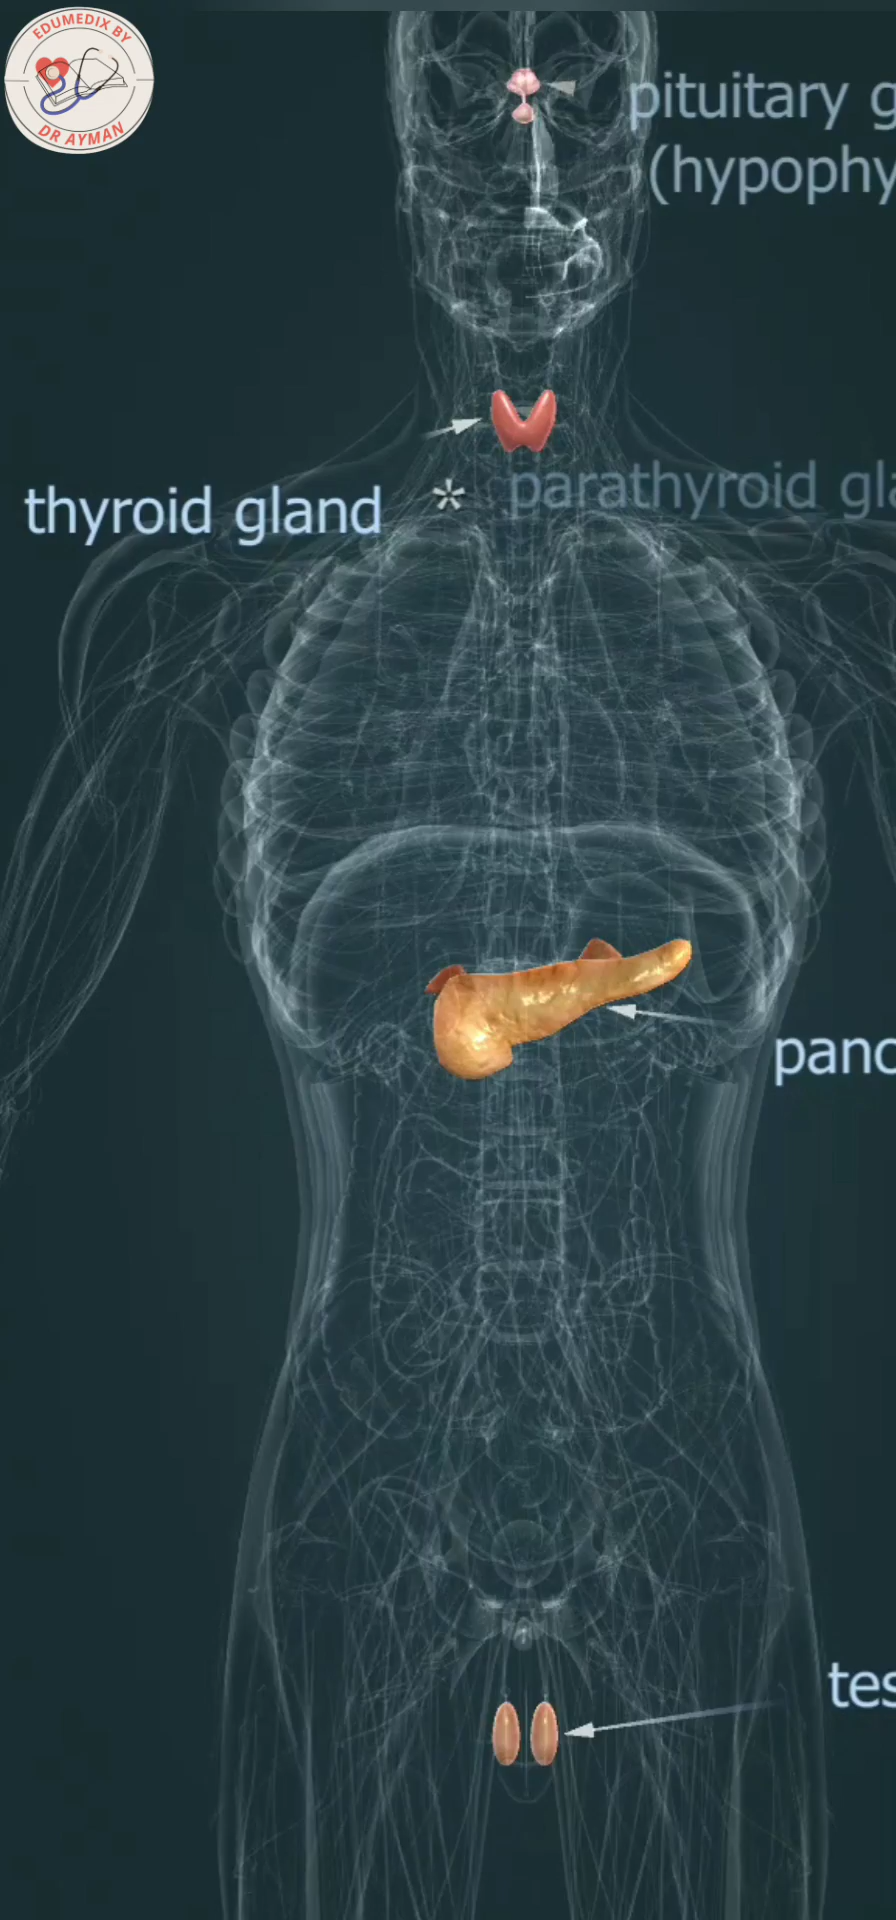 EDUMEDIX BY
DR AYMAN
pituitary g
(hypophy
thyroid gland
* parathyroid gla
panc
tes